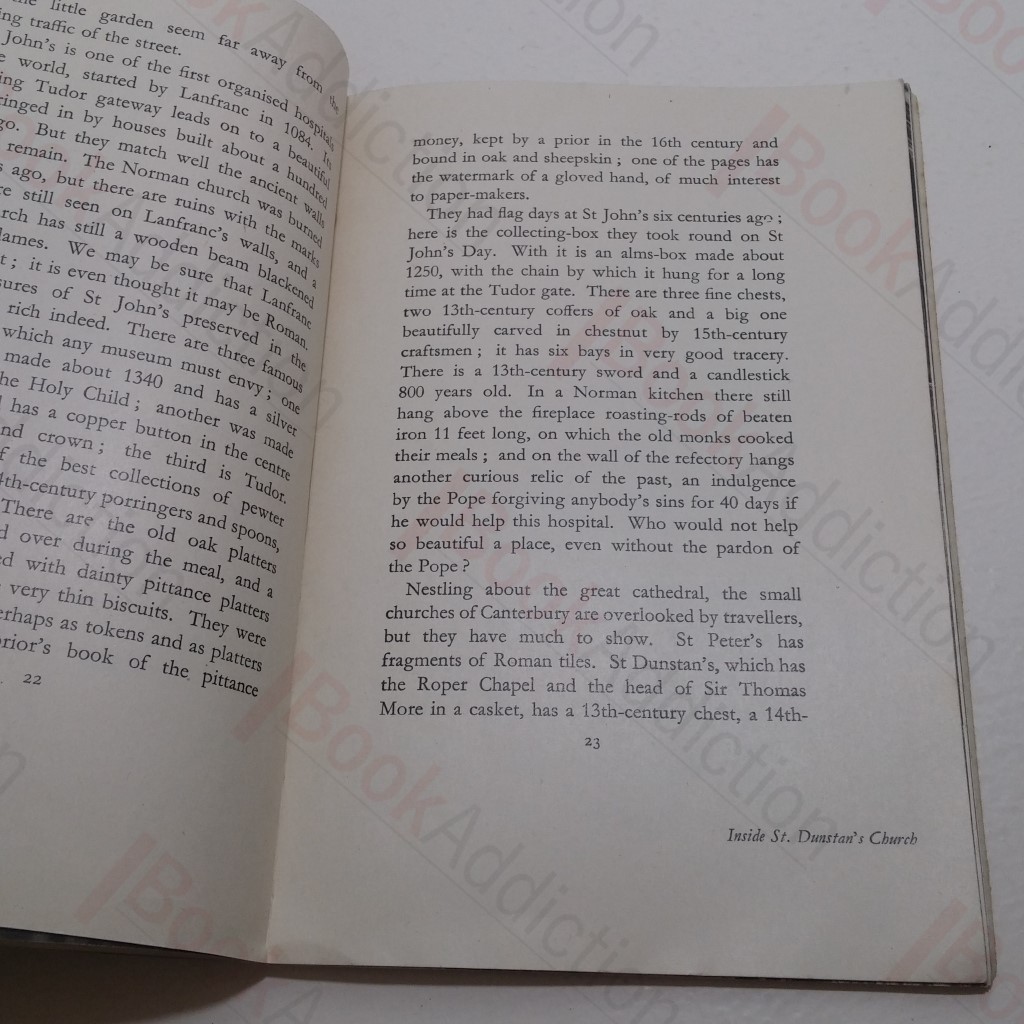 little garden seem far away from the
ing traffic of the street.
John's is one of the first organised hospitals
world, started by Lanfranc in 1084. In
ing Tudor gateway leads on to a beautiful
ringed in by houses built about a hundred
go. But they match well the ancient walls
remain. The Norman church was burned
s ago, but there are ruins with the marks
re still seen on Lanfranc's walls, and a
rch has still a wooden beam blackened
lames. We may be sure that Lanfranc
t; it is even thought it may be Roman.
sures of St John's preserved in the
rich indeed. There are three famous
which any museum must envy; one
made about 1340 and has a silver
he Holy Child; another was made
has a copper button in the centre
nd crown; the third is Tudor.
f the best collections of pewter
4th-century porringers and spoons,
There are the old oak platters
d over during the meal, and a
ed with dainty pittance platters
very thin biscuits. They were
erhaps as tokens and as platters
rior's book of the pittance
22
money, kept by a prior in the 16th century and
bound in oak and sheepskin; one of the pages has
the watermark of a gloved hand, of much interest
to paper-makers.
They had flag days at St John's six centuries ago;
here is the collecting-box they took round on St
John's Day. With it is an alms-box made about
1250, with the chain by which it hung for a long
time at the Tudor gate. There are three fine chests,
two 13th-century coffers of oak and a big one
beautifully carved in chestnut by 15th-century
craftsmen; it has six bays in very good tracery.
There is a 13th-century sword and a candlestick
800 years old. In a Norman kitchen there still
hang above the fireplace roasting-rods of beaten
iron 11 feet long, on which the old monks cooked
their meals; and on the wall of the refectory hangs
another curious relic of the past, an indulgence
by the Pope forgiving anybody's sins for 40 days if
he would help this hospital. Who would not help
so beautiful a place, even without the pardon of
the Pope?
Nestling about the great cathedral, the small
churches of Canterbury are overlooked by travellers,
but they have much to show. St Peter's has
fragments of Roman tiles. St Dunstan's, which has
the Roper Chapel and the head of Sir Thomas
More in a casket, has a 13th-century chest, a 14th-
23
Inside St. Dunstan's Church
BookAddiction